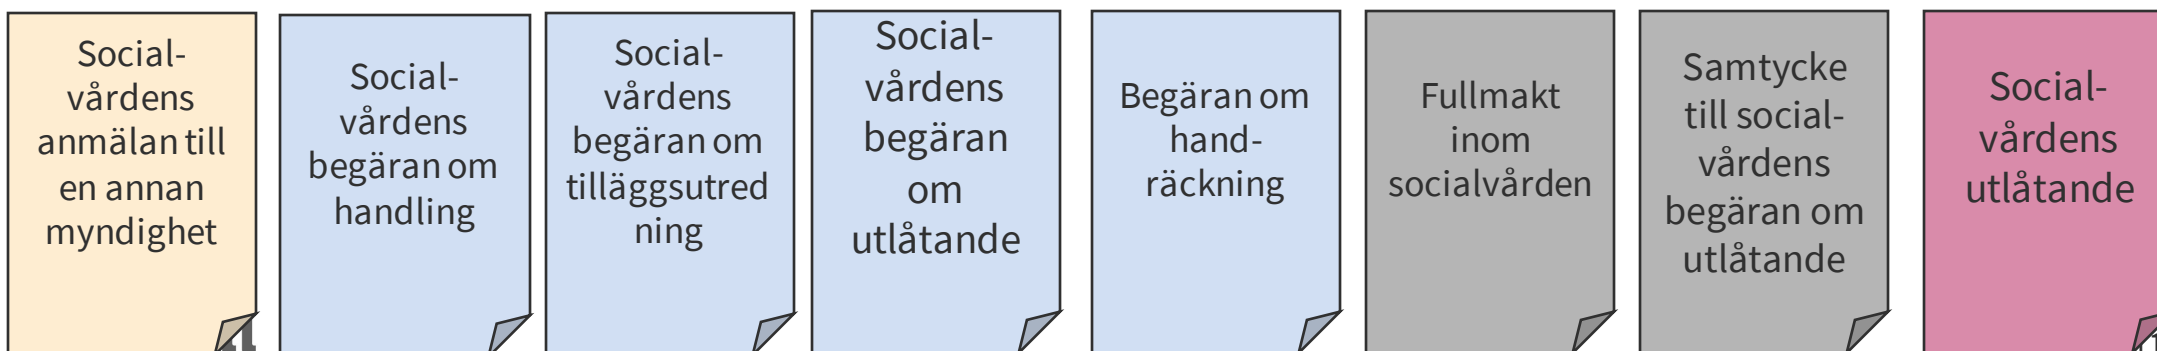 Social-
vårdens
anmälan till
en annan
myndighet
Social-
vårdens
begäran om
handling
Social-
vårdens
begäran om
tilläggsutred
ning
Social-
vårdens
begäran
om
utlåtande
Begäran om
hand-
räckning
Fullmakt
inom
socialvården
Samtycke
till social-
vårdens
begäran om
utlåtande
Social-
vårdens
utlåtande